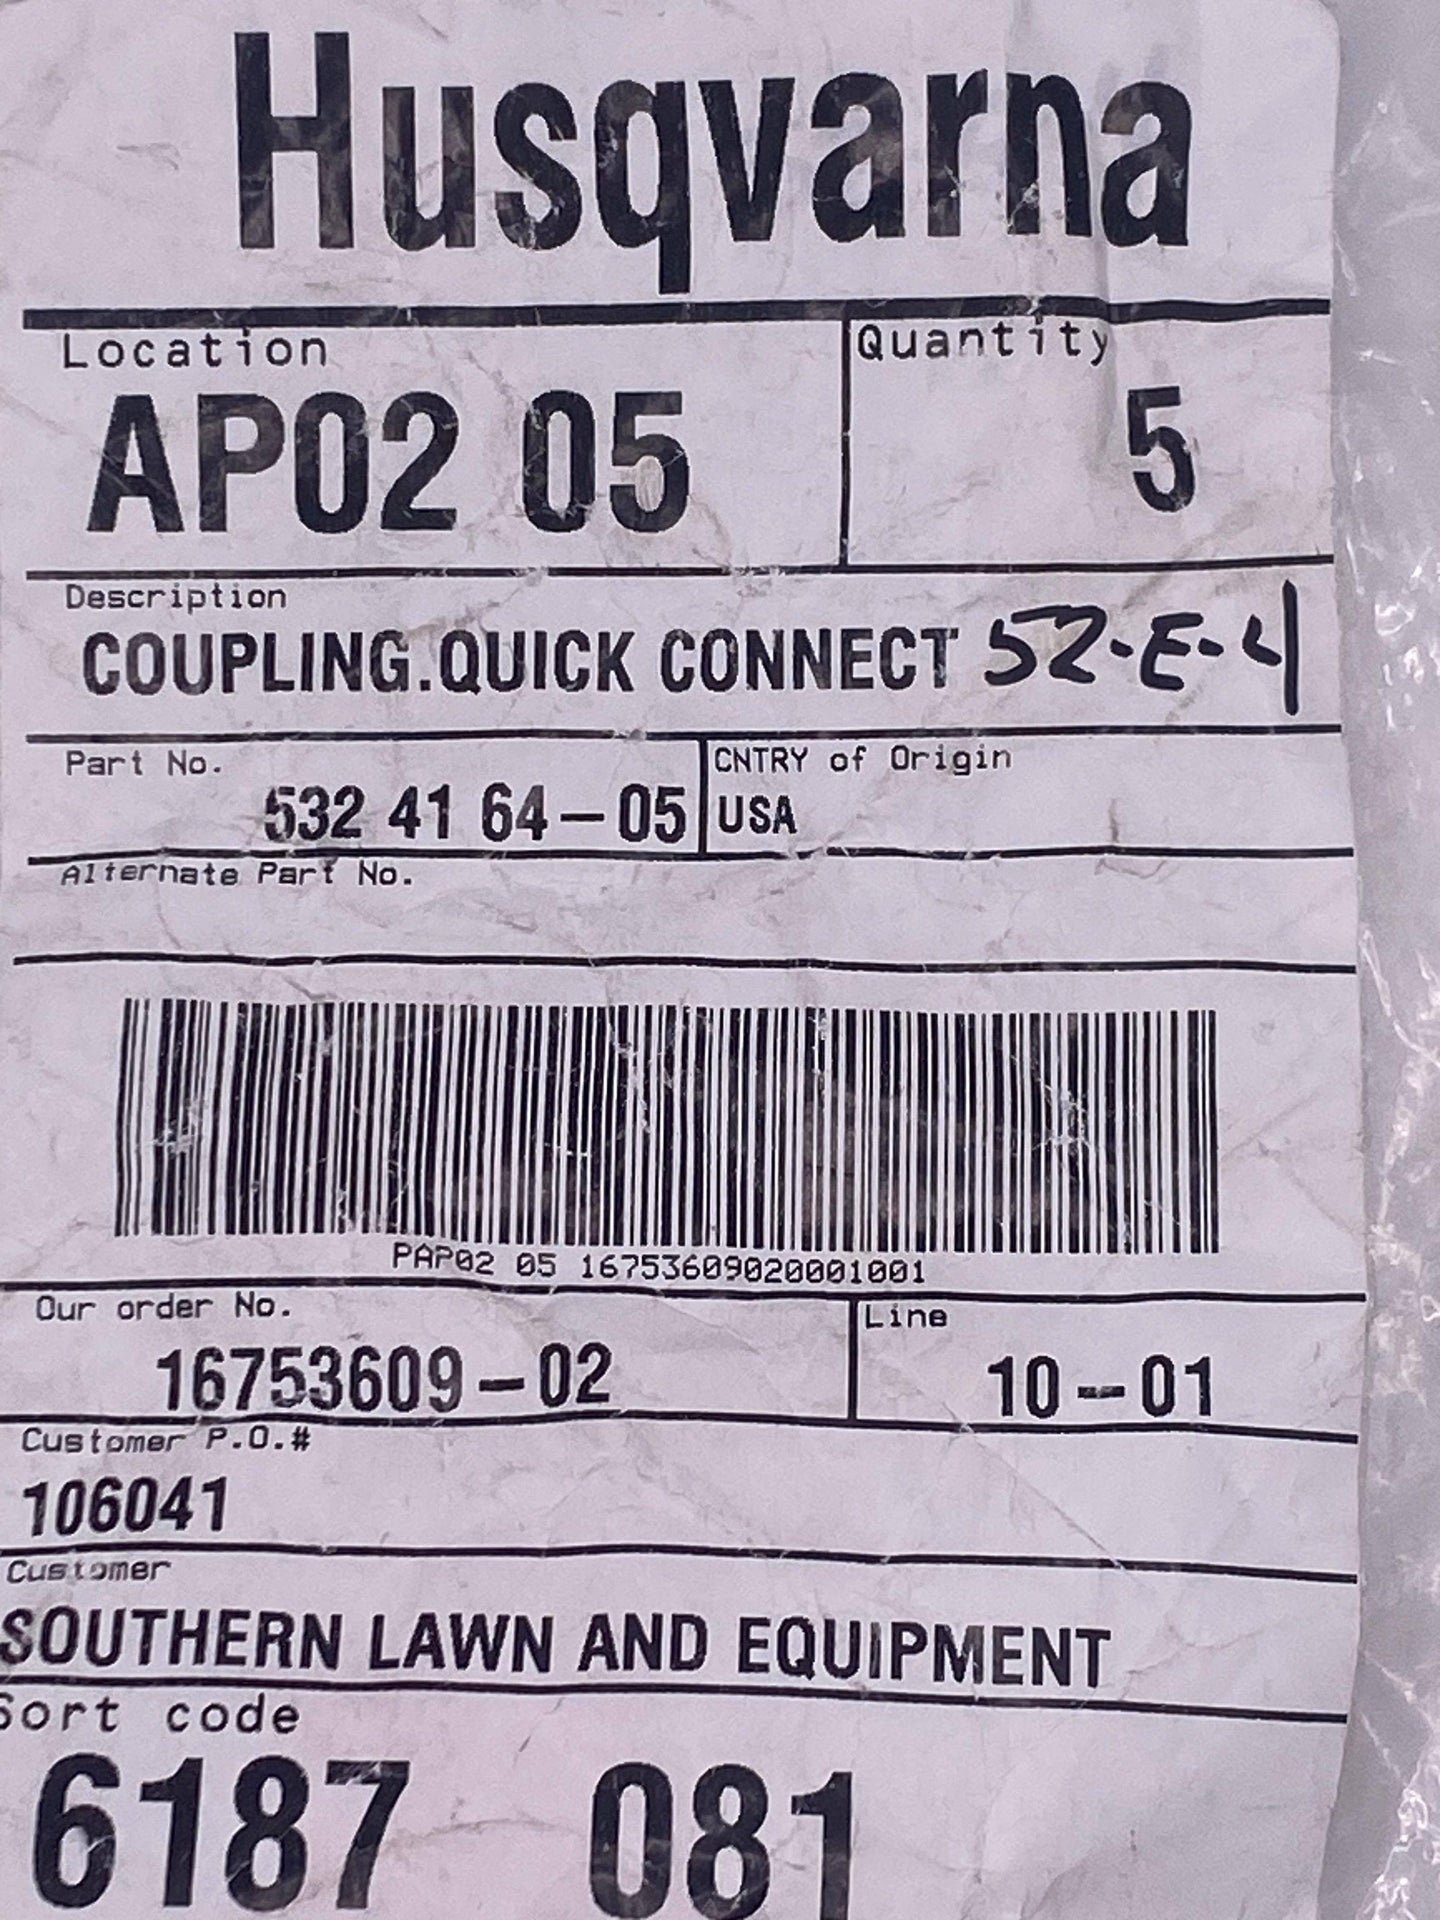 Husqvarna
Location
Quantity
AP02 05
5
Description
COUPLING.QUICK CONNECT 52-E-4
Part No.
CNTRY of Origin
532 41 64-05
USA
Alternate Part No.
PAP02 05 16753609020001001
Our order No.
Line
16753609-02
10-01
Customer P.O.#
106041
Customer
SOUTHERN LAWN AND EQUIPMENT
Sort code
6187 081